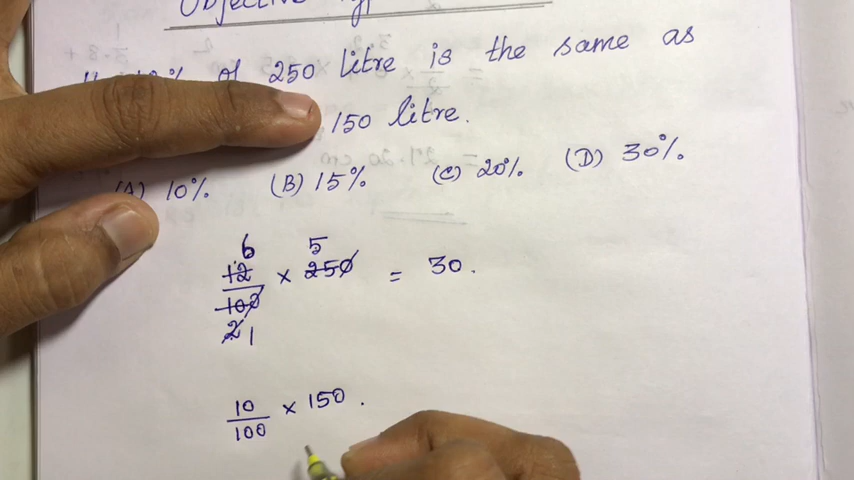 Objective
of 250 litre is the same as
150 litre.
(A) 10% (B) 15% (C) 20% (D) 30%
6 5
12/100 × 250 = 30.
2 1
10/100 × 150.